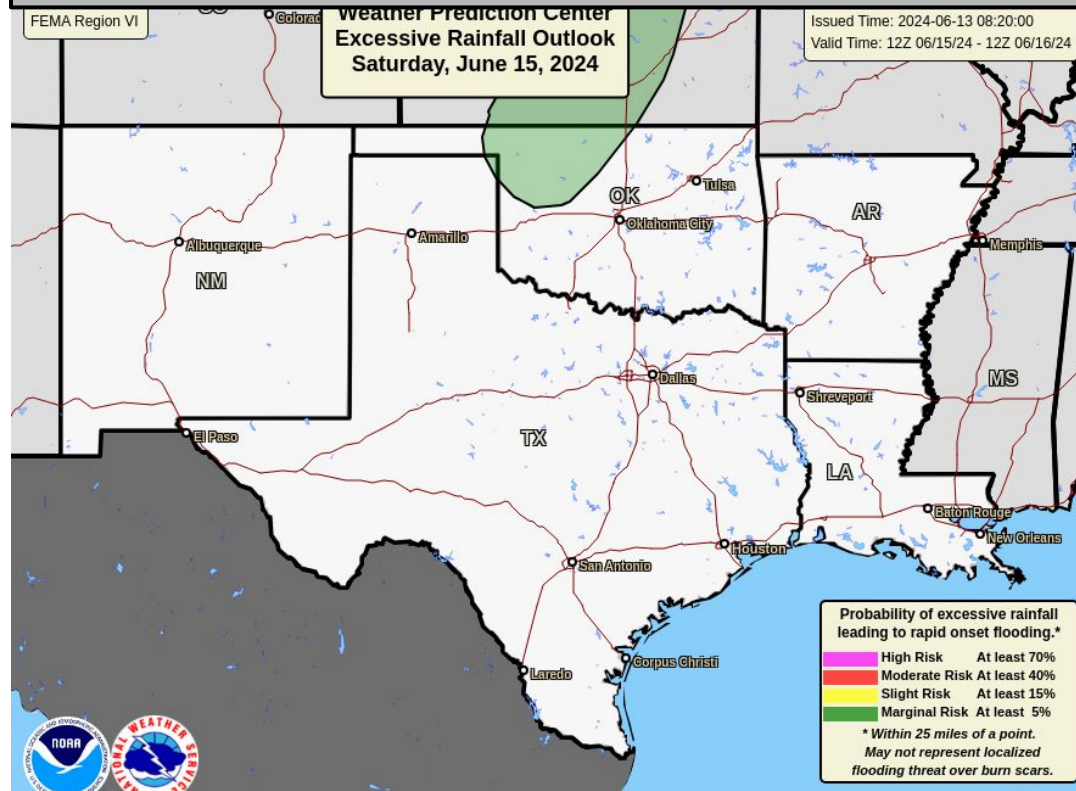 CO
FEMA Region VI
Colorad
Weather Prediction Center
Excessive Rainfall Outlook
Saturday, June 15, 2024
Issued Time: 2024-06-13 08:20:00
Valid Time: 12Z 06/15/24 - 12Z 06/16/24
Tulsa
OK
AR
Oklahoma City
Amarillo
Albuquerque
Memphis
NM
Dallas
MS
Shreveport
El Paso
TX
LA
Baton Rouge
New Orleans
Houston
San Antonio
Corpus Christi
Laredo
Probability of excessive rainfall
leading to rapid onset flooding.*
High Risk At least 70%
Moderate Risk At least 40%
Slight Risk At least 15%
Marginal Risk At least 5%
* Within 25 miles of a point.
May not represent localized
flooding threat over burn scars.
NOAA
NATIONAL WEATHER SERVICE